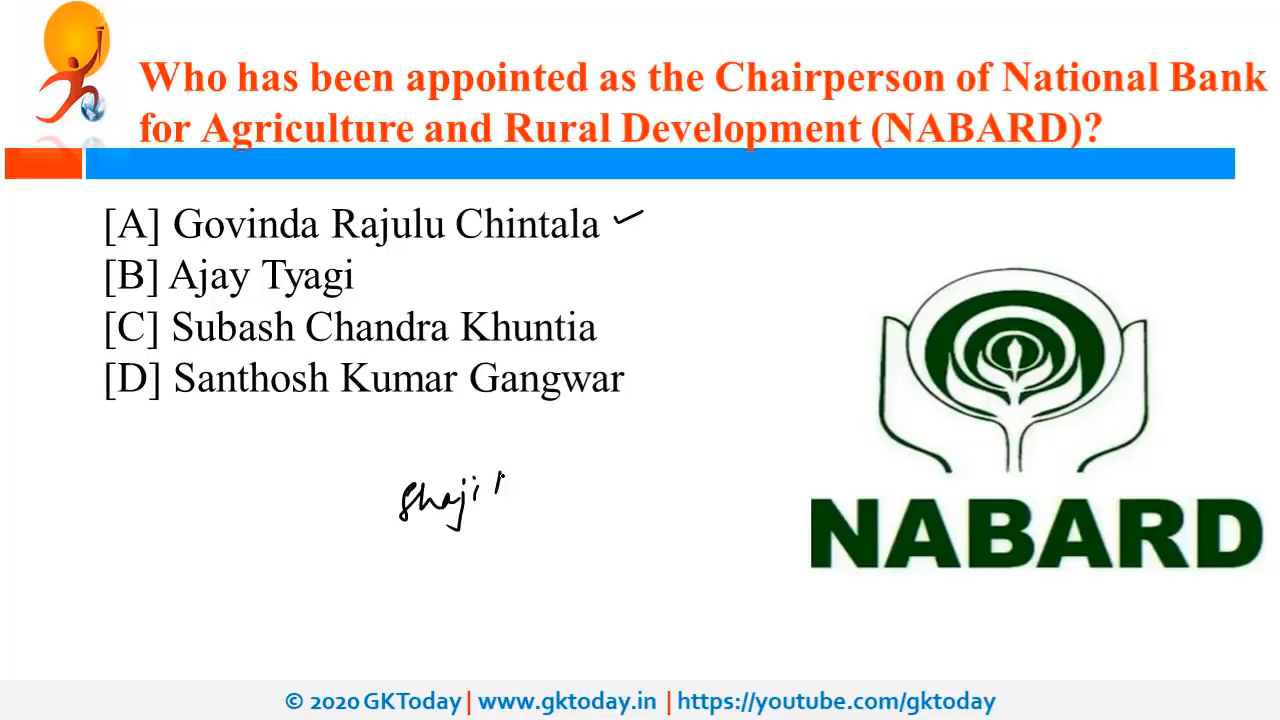 Who has been appointed as the Chairperson of National Bank
for Agriculture and Rural Development (NABARD)?
[A] Govinda Rajulu Chintala
[B] Ajay Tyagi
[C] Subash Chandra Khuntia
[D] Santhosh Kumar Gangwar
Shaji
NABARD
© 2020 GKToday | www.gktoday.in | https://youtube.com/gktoday